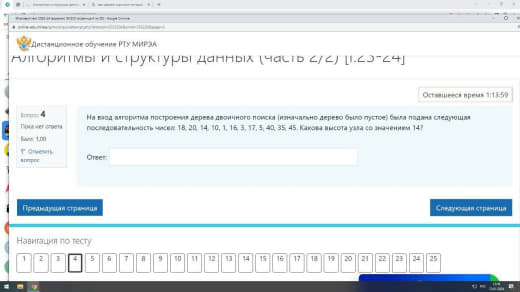 Дистанционное обучение РТУ МИРЭА
Алгоритмы и структуры данных (часть 2/2) [I.23-24]
Оставшееся время 1:13:59
Вопрос 4
Пока нет ответа
Балл: 1,00
Отметить вопрос
На вход алгоритма построения дерева двоичного поиска (изначально дерево было пустое) была подана следующая
последовательность чисел: 18, 20, 14, 10, 1, 16, 3, 17, 5, 40, 35, 45. Какова высота узла со значением 14?
Ответ:
Предыдущая страница
Следующая страница
Навигация по тесту
1 2 3 4 5 6 7 8 9 10 11 12 13 14 15 16 17 18 19 20 21 22 23 24 25